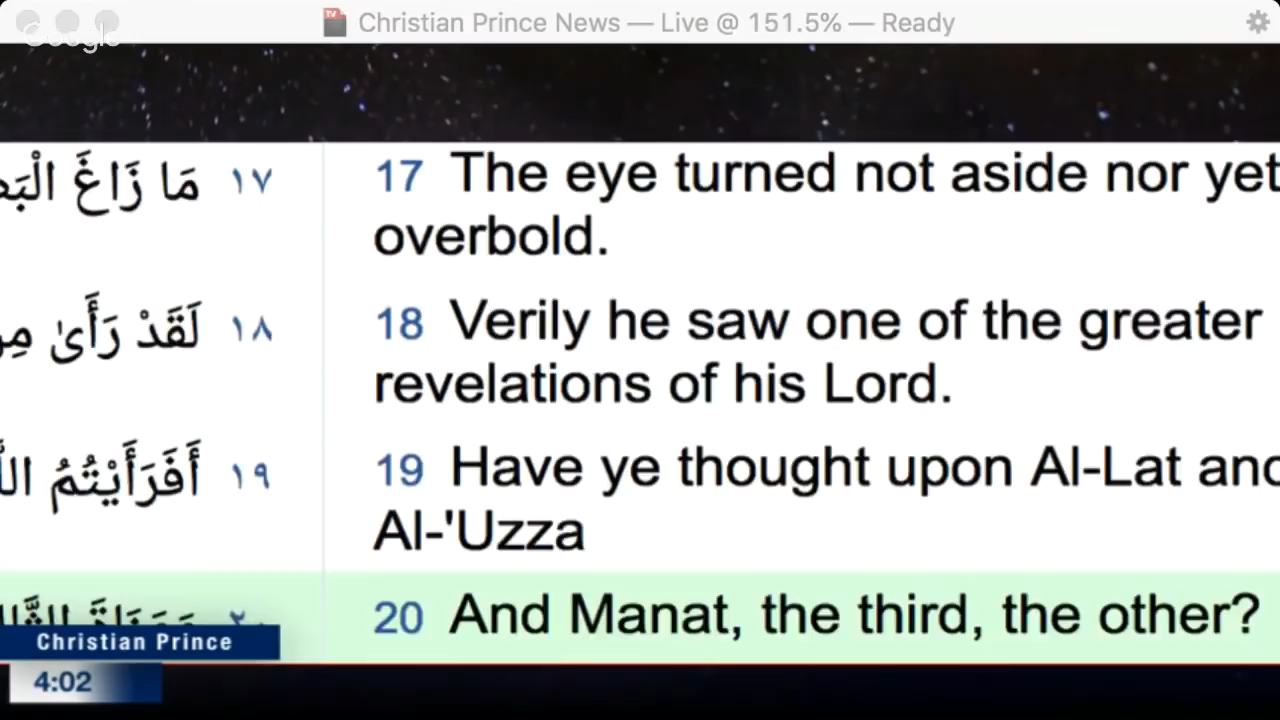 Christian Prince News — Live @ 151.5% — Ready
Google
مَا زَاغَ ١٧
17 The eye turned not aside nor yet
overbold.
لَقَدْ رَأَىٰ ١٨
18 Verily he saw one of the greater
revelations of his Lord.
أَفَرَأَيْتُمُ ١٩
19 Have ye thought upon Al-Lat and
Al-'Uzza
20 And Manat, the third, the other?
Christian Prince
4:02